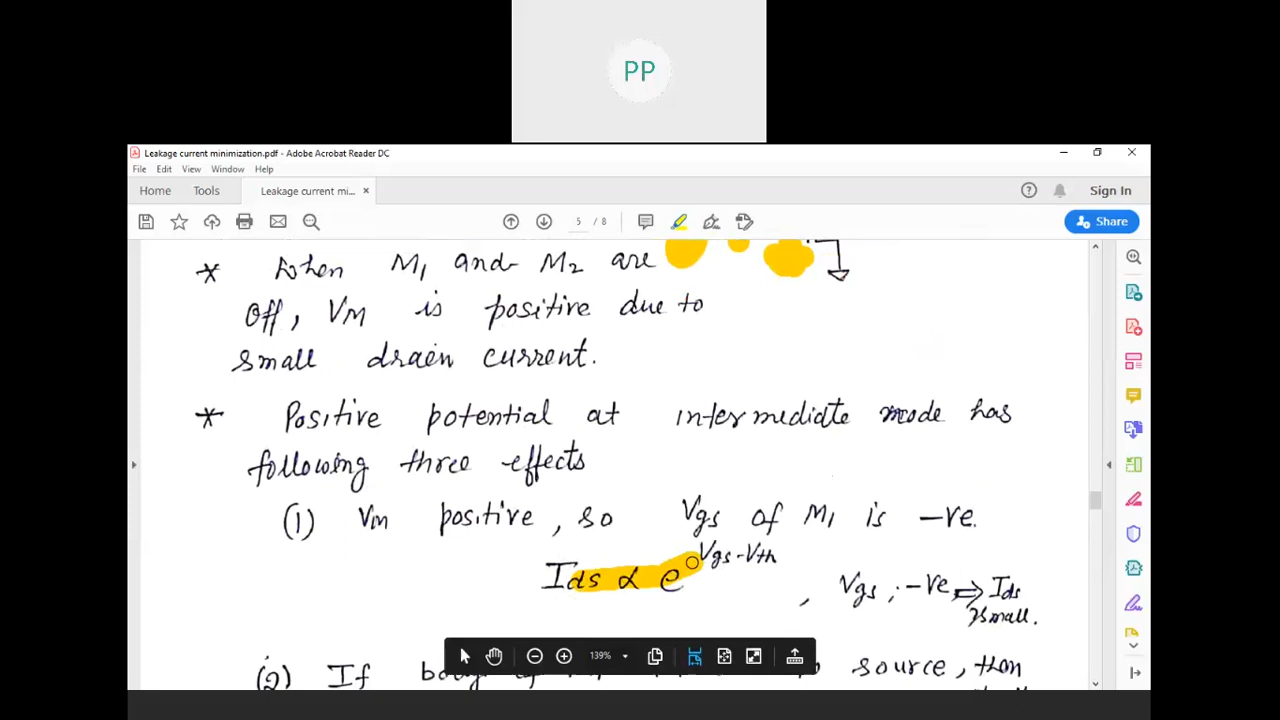 PP
Leakage current minimization.pdf - Adobe Acrobat Reader DC
File Edit View Window Help
Home Tools Leakage current mi... × Sign In
5 / 8 Share
* When M1 and M2 are
Off, VM is positive due to
small drain current.
* Positive potential at intermediate mode has
following three effects
(1) VM positive, so Vgs of M1 is -ve.
Ids ∝ e^Vgs-Vth , Vgs ; -ve ⇒ Ids
small.
139%
(2) If body source, then